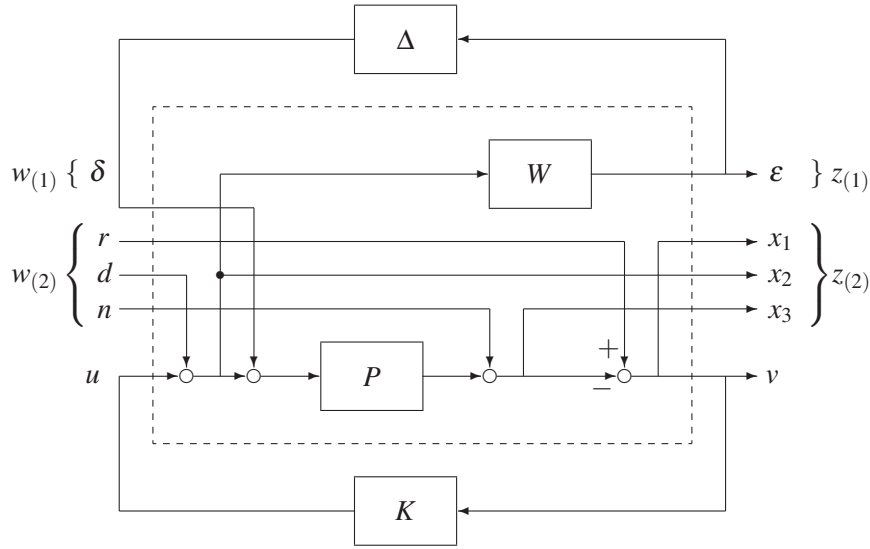 Δ
w(1) { δ W ε } z(1)
r x1
w(2) { d x2 } z(2)
n x3
u P + − v
K